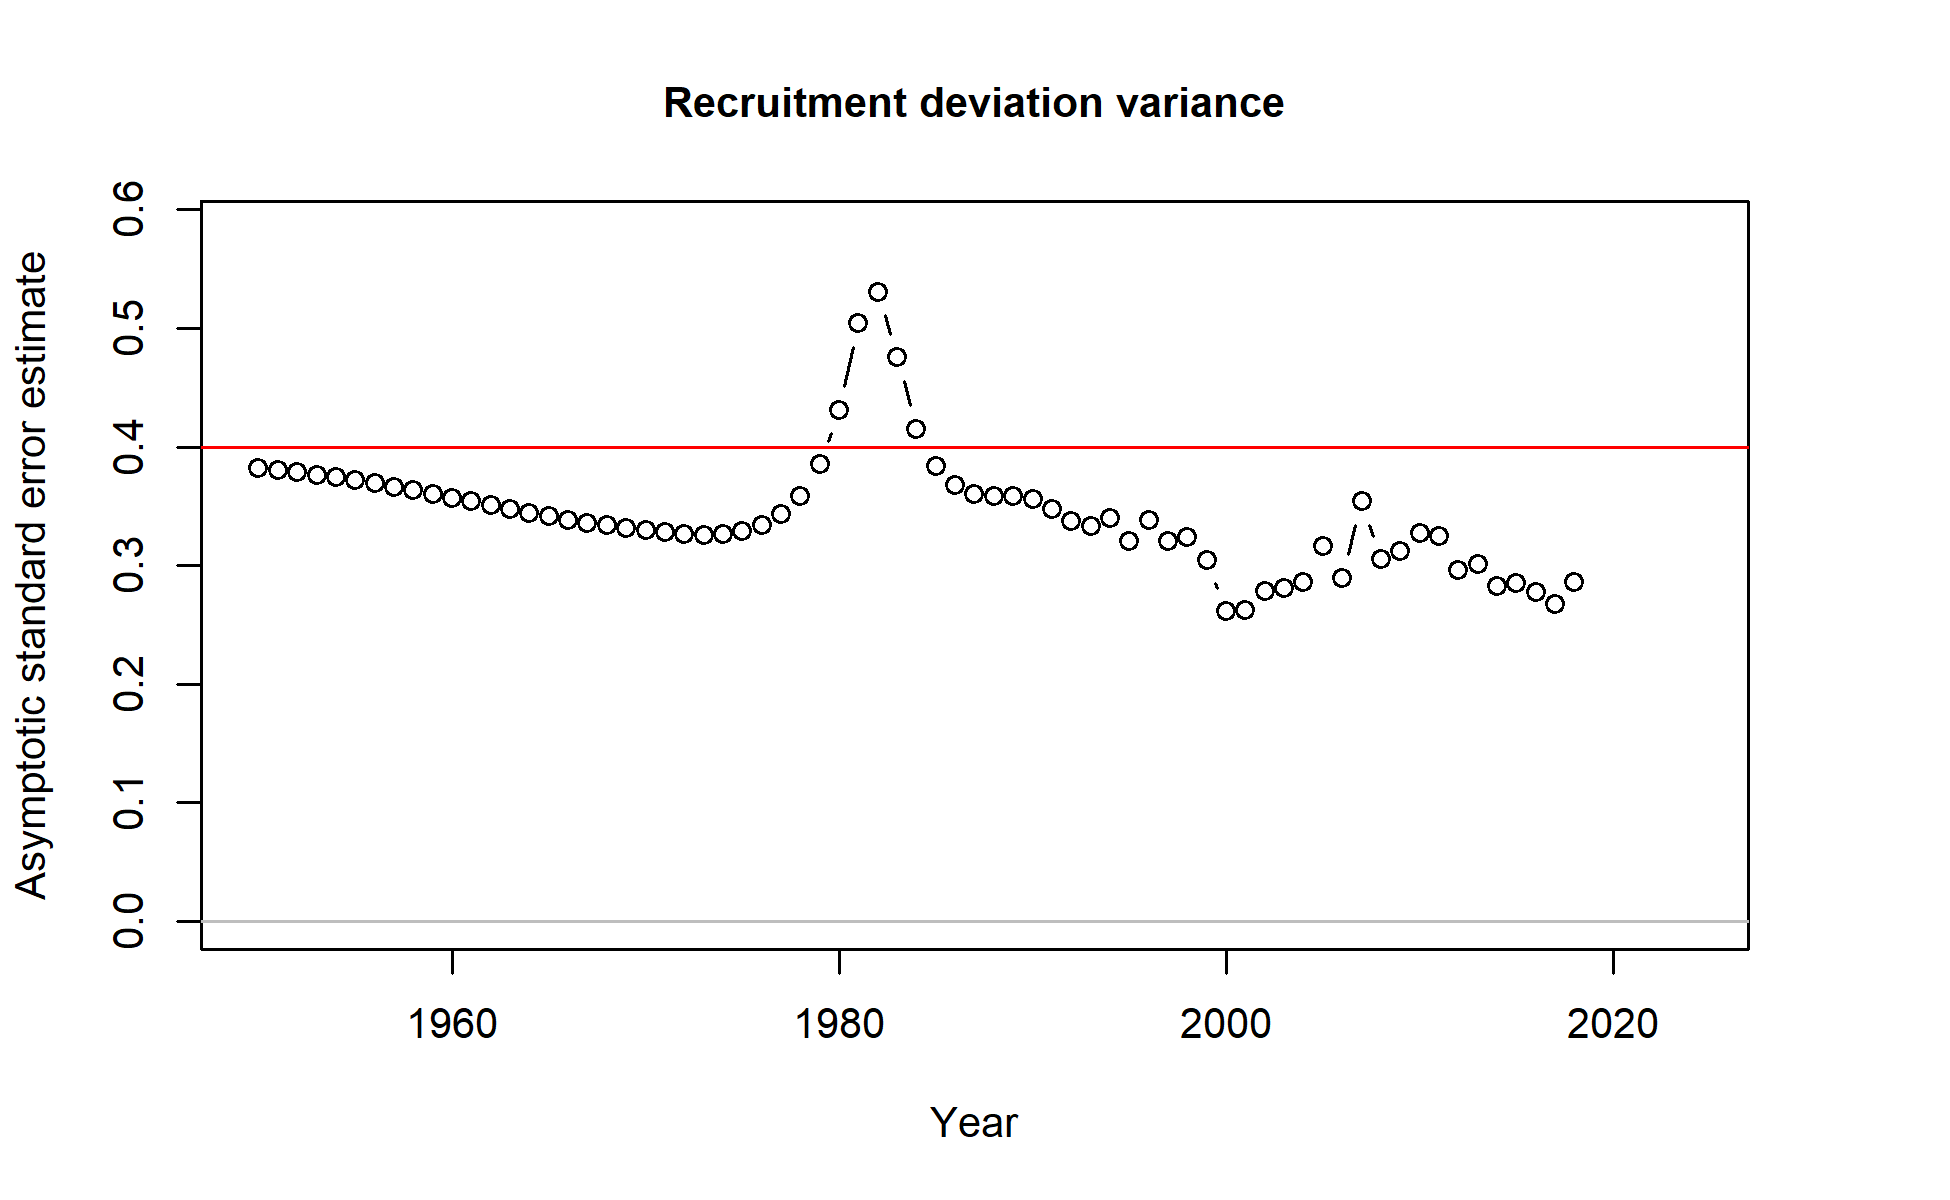 Recruitment deviation variance
Asymptotic standard error estimate
0.6
0.5
0.4
0.3
0.2
0.1
0.0
1960 1980 2000 2020
Year